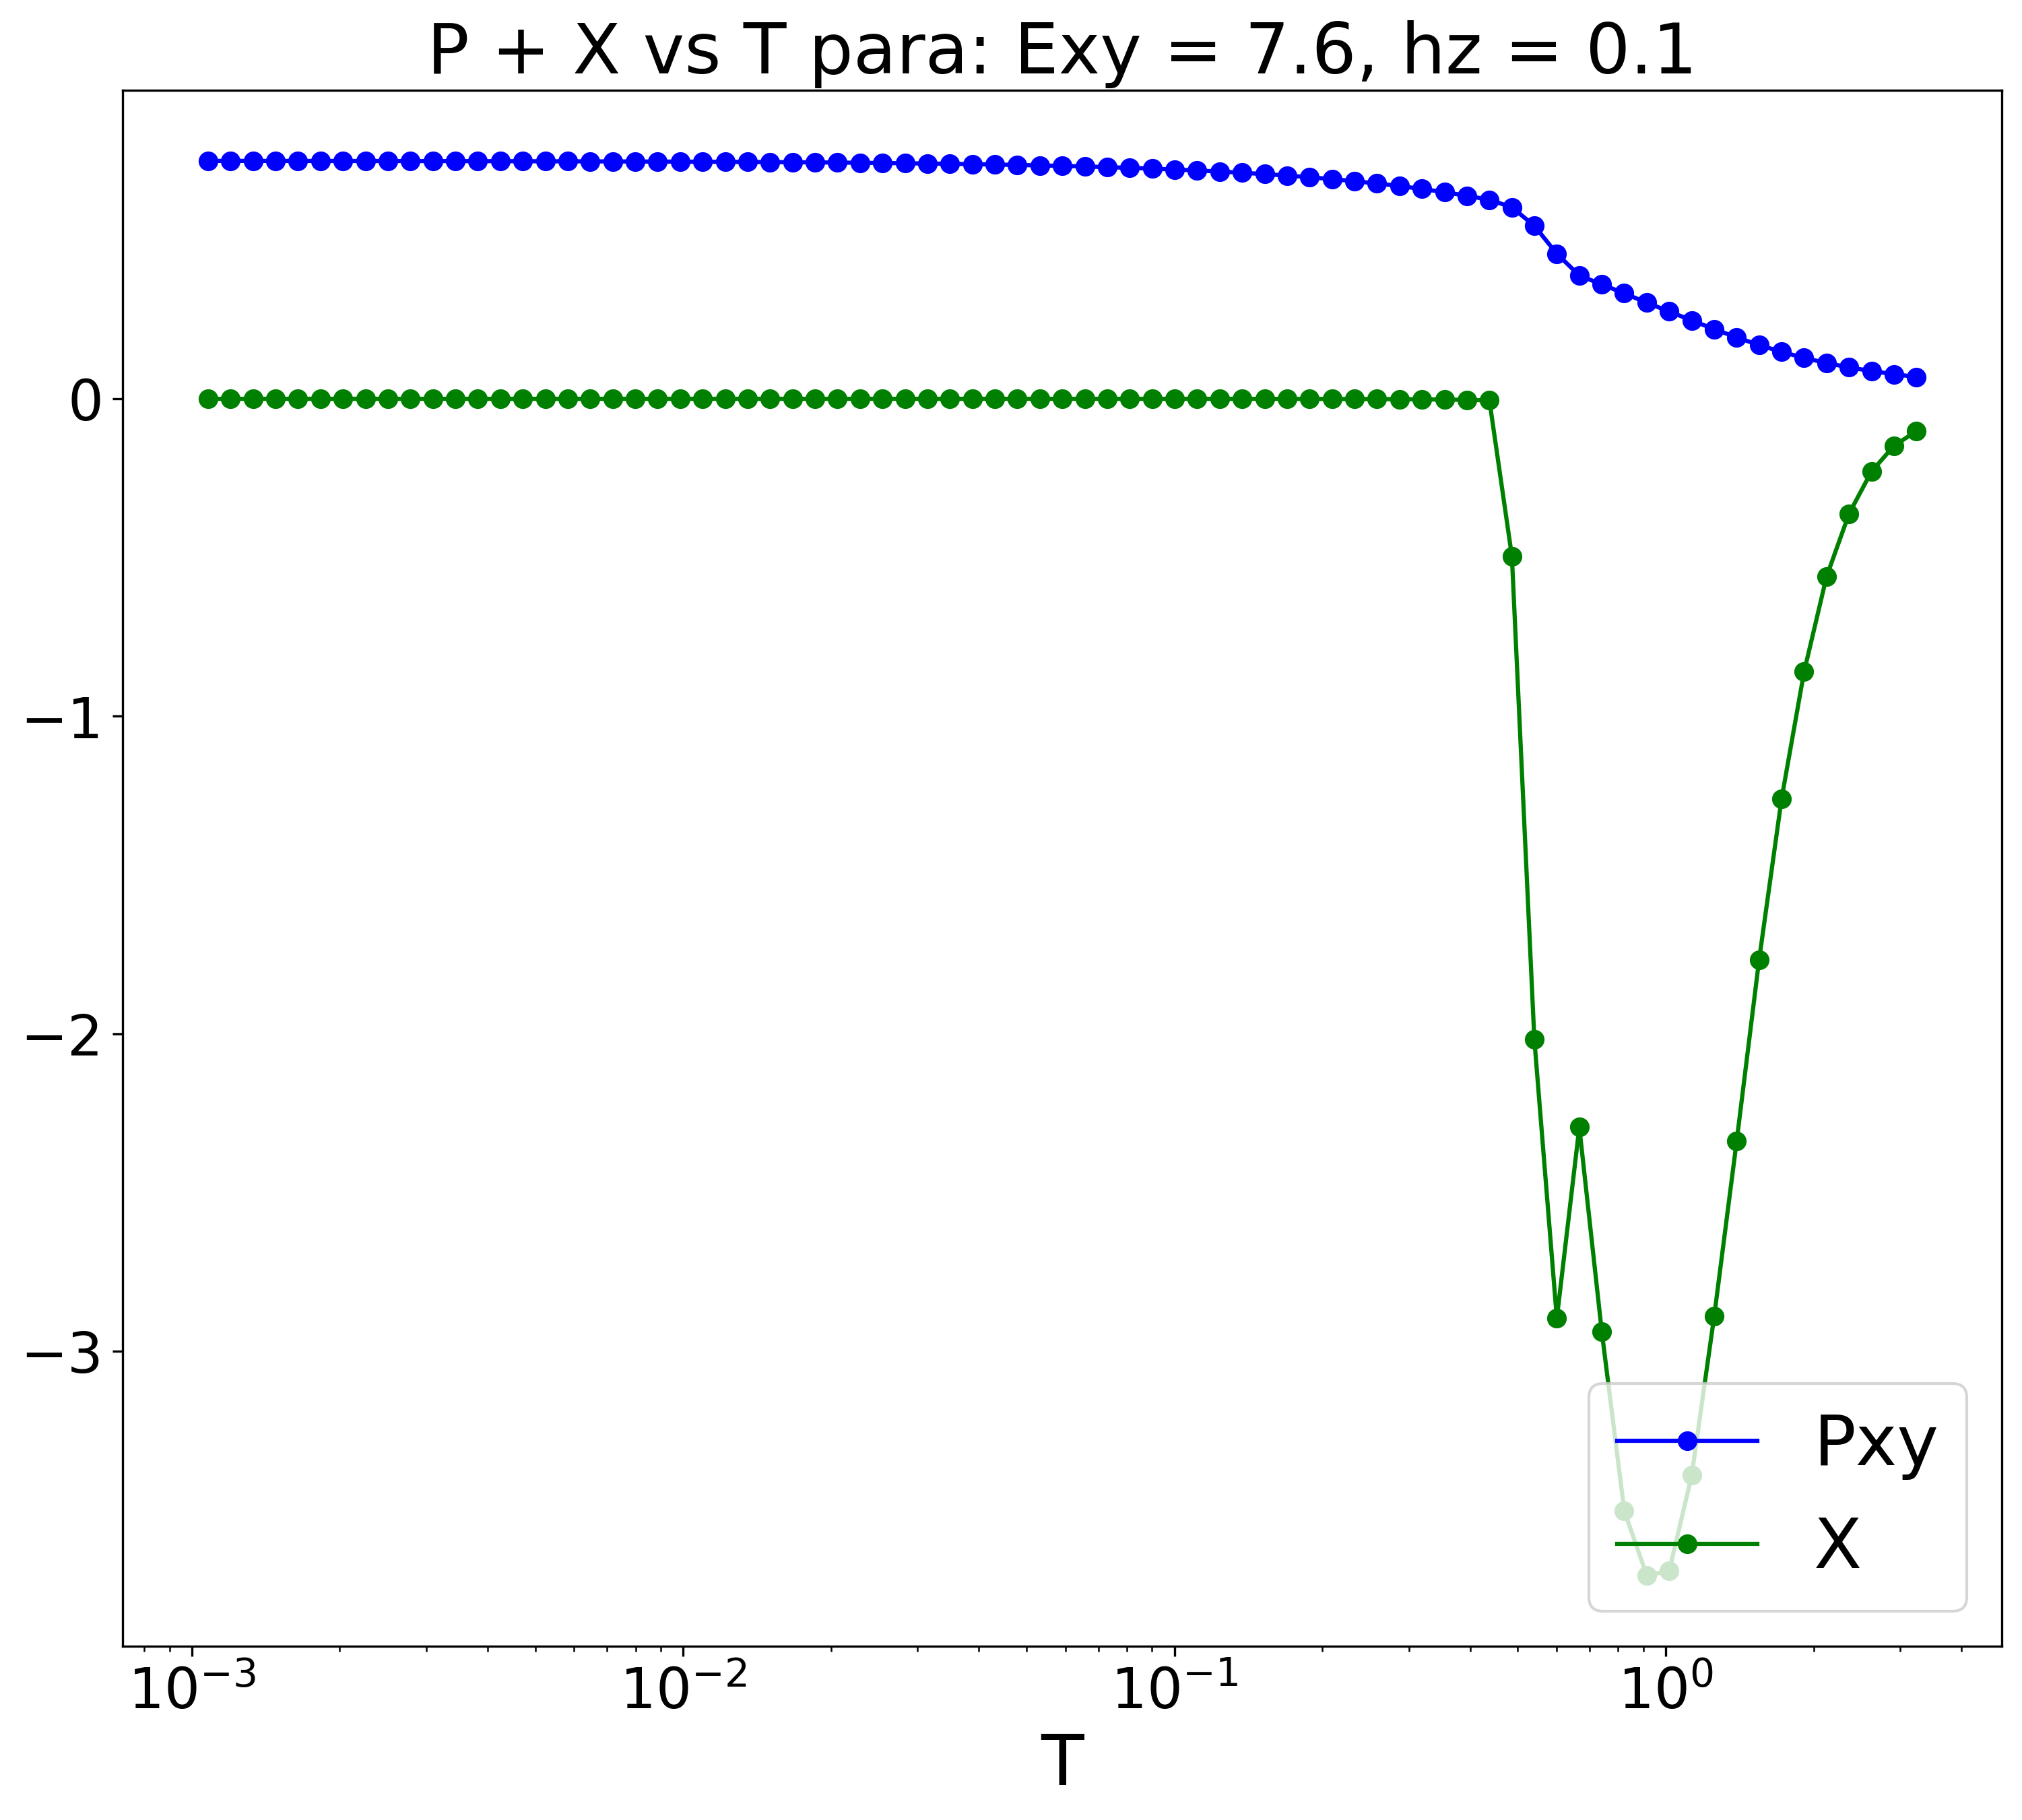 P + X vs T para: Exy = 7.6, hz = 0.1
0
−1
−2
−3
Pxy
X
10⁻³ 10⁻² 10⁻¹ 10⁰
T